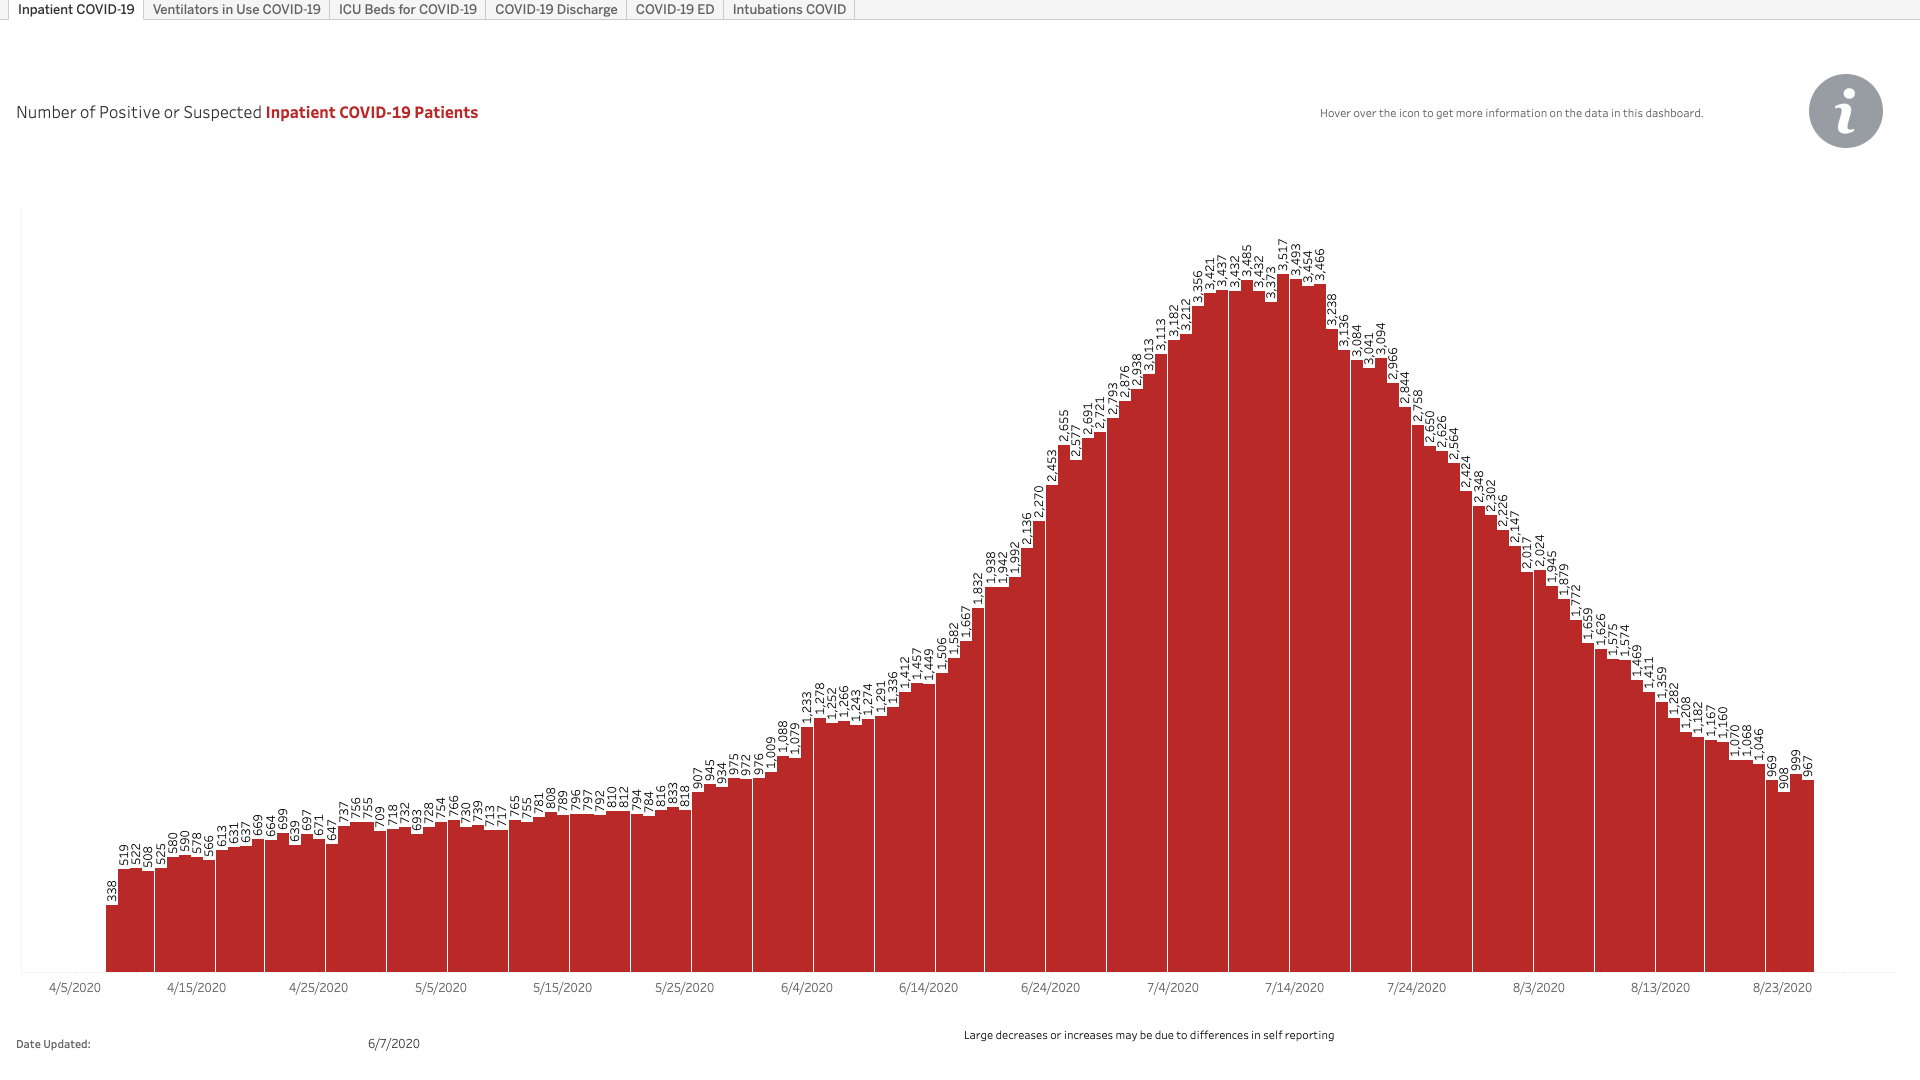 Inpatient COVID-19 Ventilators in Use COVID-19 ICU Beds for COVID-19 COVID-19 Discharge COVID-19 ED Intubations COVID
Number of Positive or Suspected Inpatient COVID-19 Patients
Hover over the icon to get more information on the data in this dashboard.
i
338 519 522 508 525 580 590 578 566 613 631 637 669 664 699 639 697 671 647 737 756 755 709 718 732 693 728 754 766 730 739 713 717 765 755 781 808 789 796 797 792 810 812 794 784 816 833 818 907 945 934 975 972 976 1,009 1,088 1,079 1,233 1,278 1,252 1,266 1,243 1,274 1,291 1,336 1,412 1,457 1,449 1,506 1,582 1,667 1,832 1,938 1,942 1,992 2,136 2,270 2,453 2,655 2,577 2,691 2,721 2,793 2,876 2,938 3,013 3,113 3,182 3,212 3,356 3,421 3,437 3,432 3,485 3,432 3,373 3,517 3,493 3,454 3,466 3,238 3,136 3,084 3,041 3,094 2,966 2,844 2,758 2,650 2,626 2,564 2,424 2,348 2,302 2,226 2,147 2,017 2,024 1,945 1,879 1,772 1,659 1,626 1,575 1,574 1,469 1,411 1,359 1,282 1,208 1,182 1,167 1,160 1,070 1,068 1,046 969 908 999 967
4/5/2020 4/15/2020 4/25/2020 5/5/2020 5/15/2020 5/25/2020 6/4/2020 6/14/2020 6/24/2020 7/4/2020 7/14/2020 7/24/2020 8/3/2020 8/13/2020 8/23/2020
Large decreases or increases may be due to differences in self reporting
Date Updated: 6/7/2020